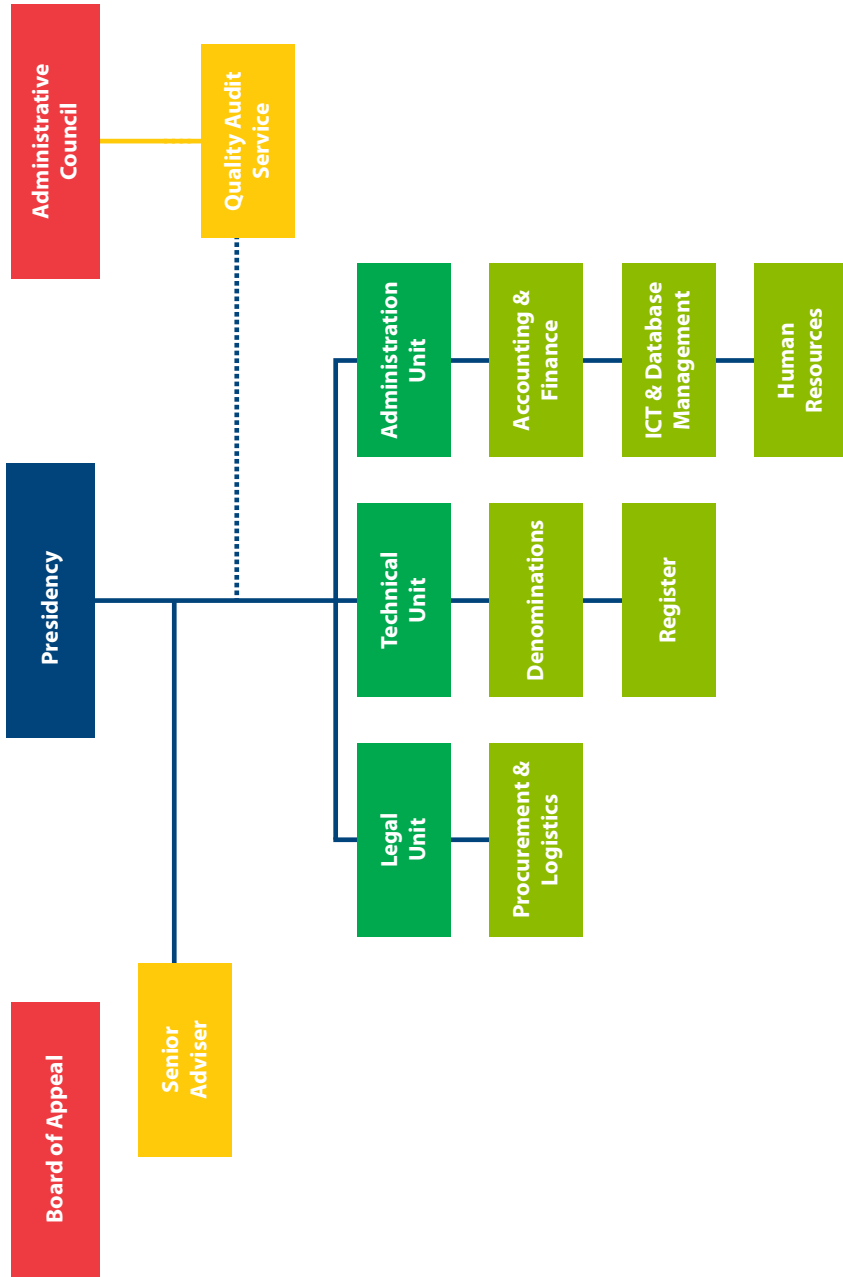 Board of Appeal
Presidency
Administrative
Council
Senior
Adviser
Quality Audit
Service
Legal
Unit
Technical
Unit
Administration
Unit
Procurement &
Logistics
Denominations
Accounting &
Finance
Register
ICT & Database
Management
Human
Resources